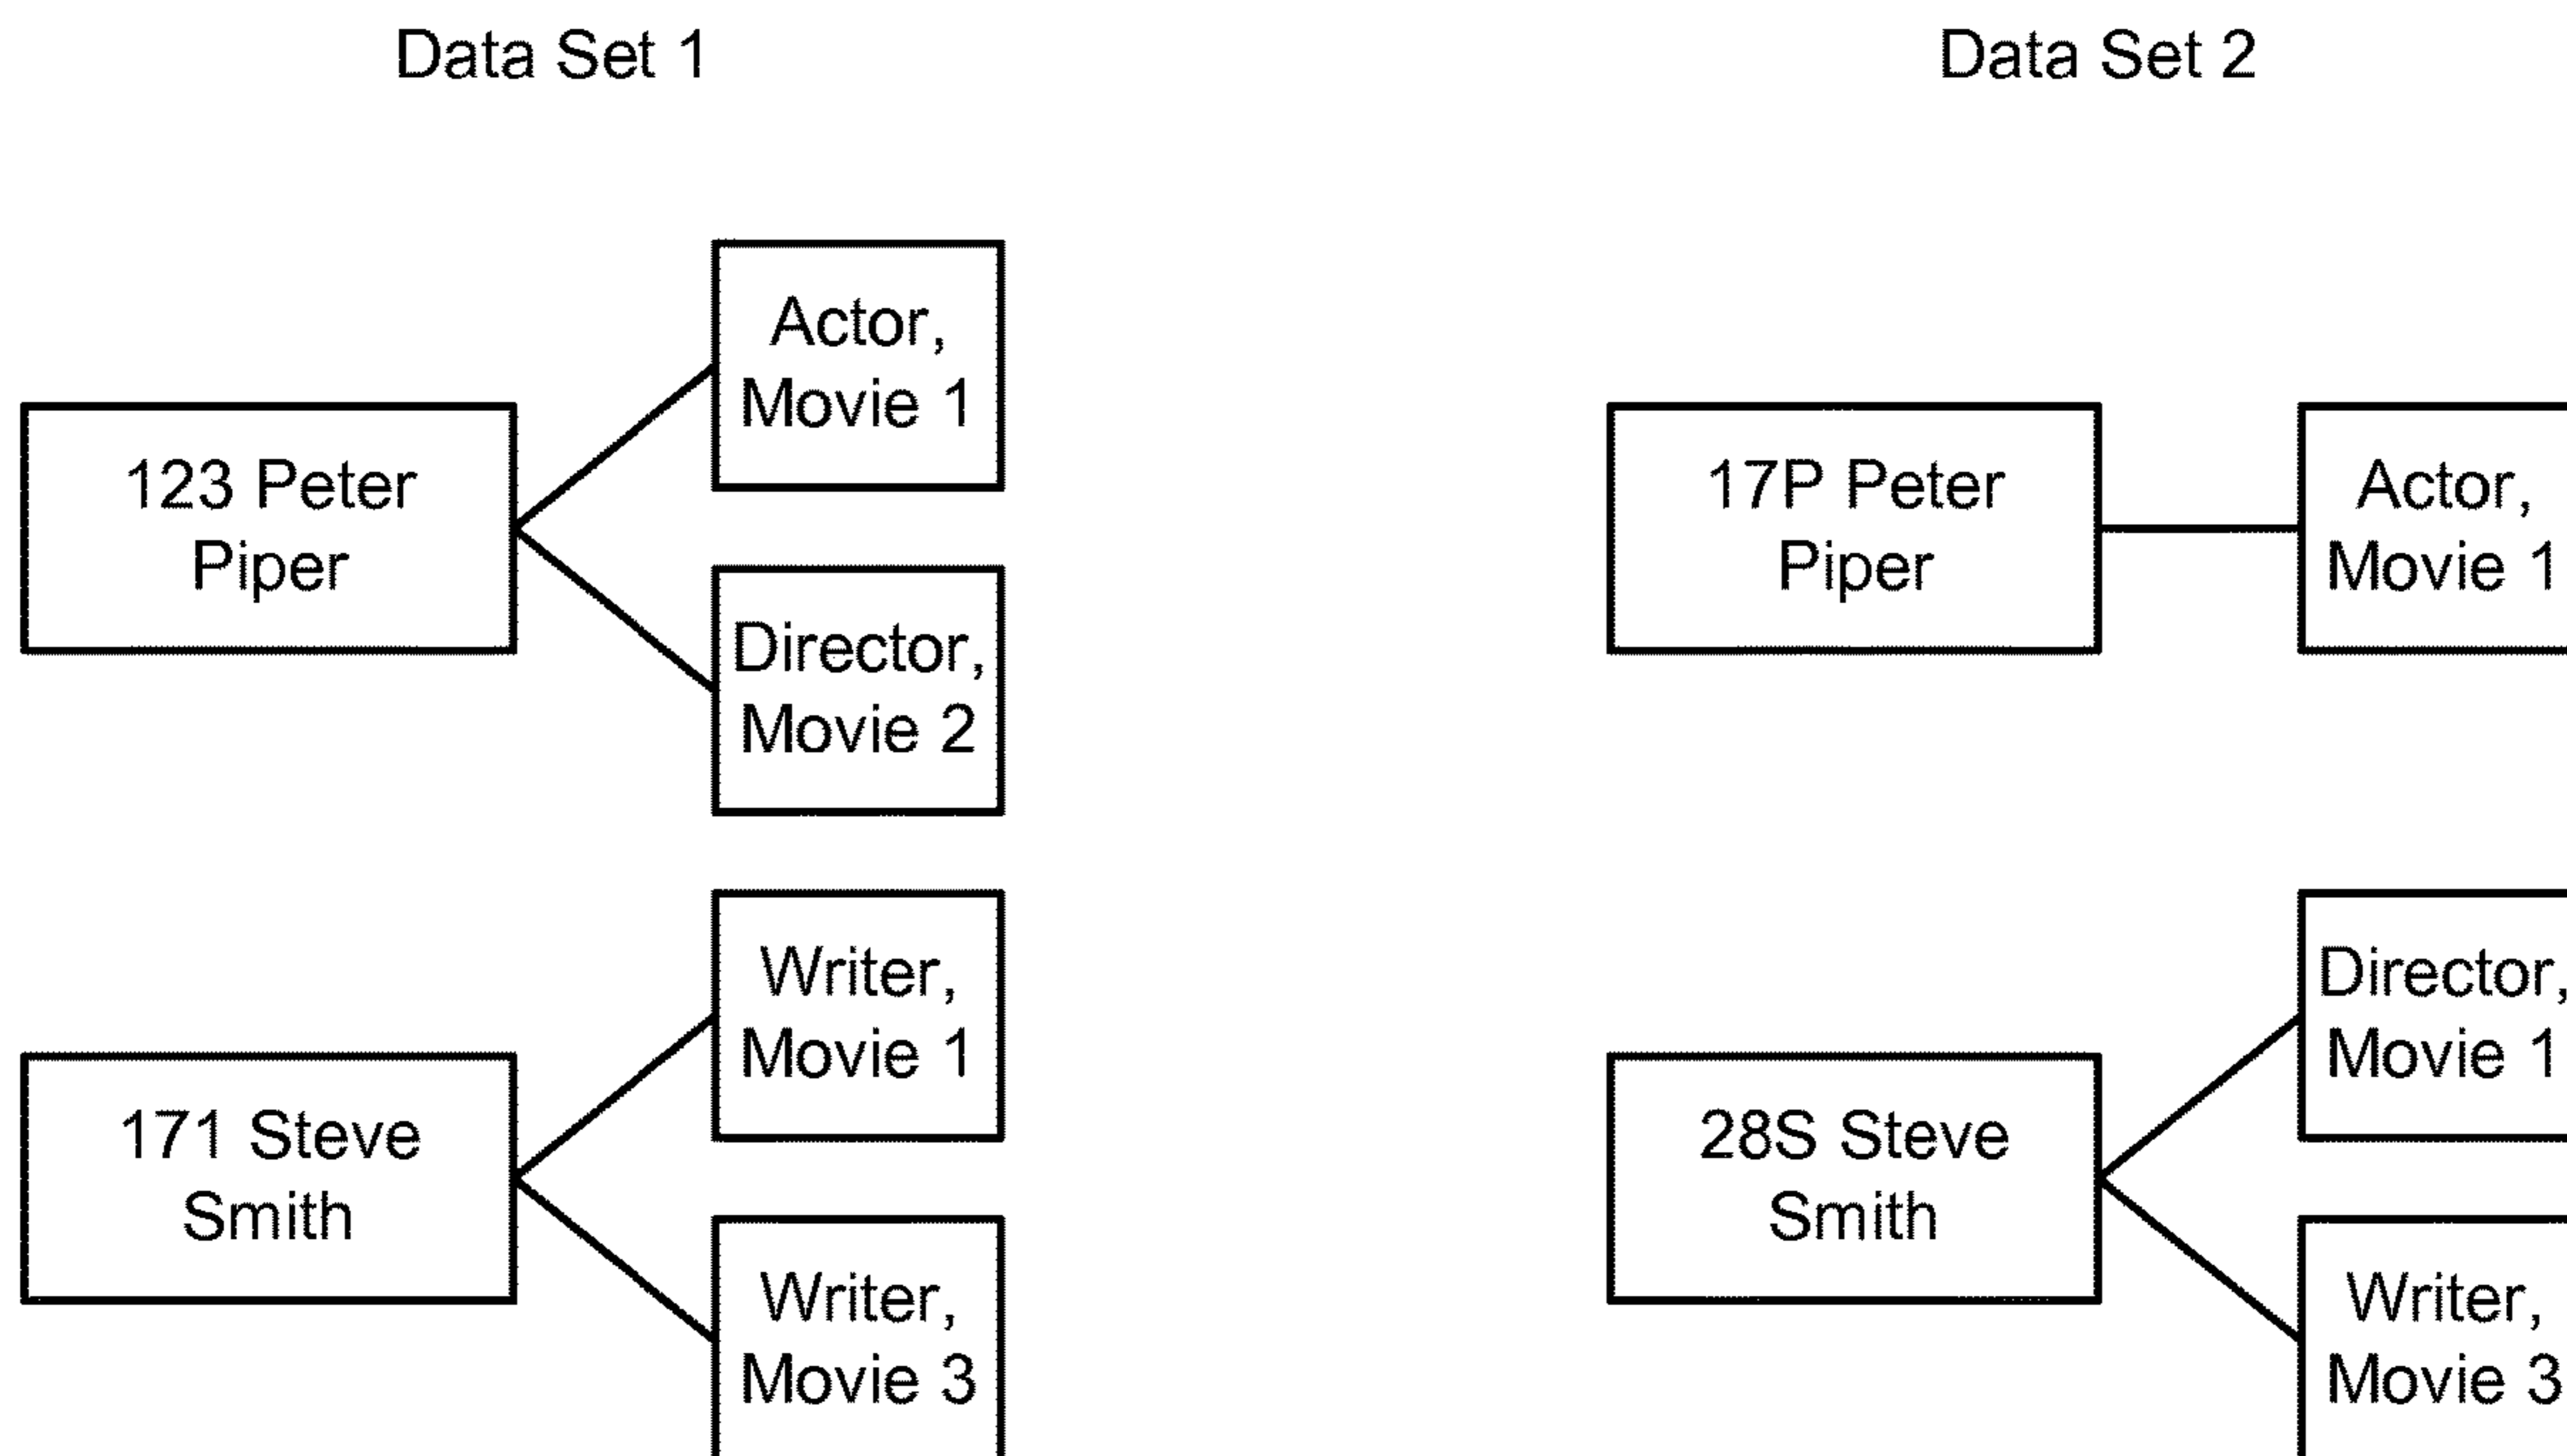 Data Set 1
Data Set 2
Actor,
Movie 1
123 Peter
Piper
Director,
Movie 2
17P Peter
Piper
Actor,
Movie 1
Writer,
Movie 1
171 Steve
Smith
Writer,
Movie 3
Director,
Movie 1
28S Steve
Smith
Writer,
Movie 3